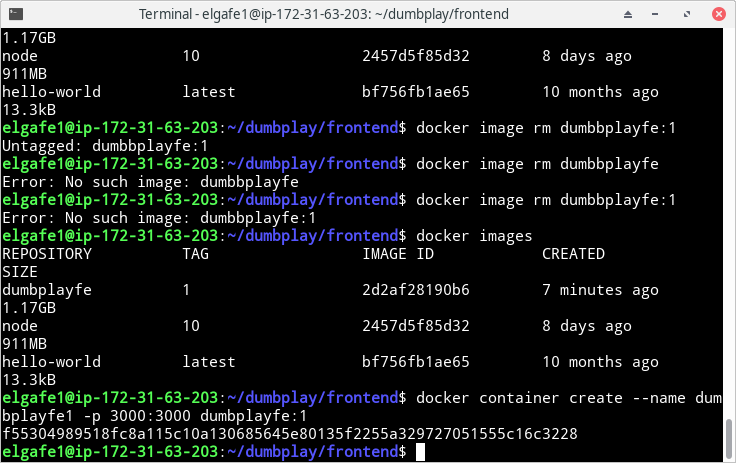 Terminal - elgafe1@ip-172-31-63-203: ~/dumbplay/frontend
1.17GB
node                10                  2457d5f85d32        8 days ago
911MB
hello-world         latest              bf756fb1ae65        10 months ago
13.3kB
elgafe1@ip-172-31-63-203:~/dumbplay/frontend$ docker image rm dumbbplayfe:1
Untagged: dumbbplayfe:1
elgafe1@ip-172-31-63-203:~/dumbplay/frontend$ docker image rm dumbbplayfe
Error: No such image: dumbbplayfe
elgafe1@ip-172-31-63-203:~/dumbplay/frontend$ docker image rm dumbbplayfe:1
Error: No such image: dumbbplayfe:1
elgafe1@ip-172-31-63-203:~/dumbplay/frontend$ docker images
REPOSITORY          TAG                 IMAGE ID            CREATED
SIZE
dumbplayfe          1                   2d2af28190b6        7 minutes ago
1.17GB
node                10                  2457d5f85d32        8 days ago
911MB
hello-world         latest              bf756fb1ae65        10 months ago
13.3kB
elgafe1@ip-172-31-63-203:~/dumbplay/frontend$ docker container create --name dum
bplayfe1 -p 3000:3000 dumbplayfe:1
f55304989518fc8a115c10a130685645e80135f2255a329727051555c16c3228
elgafe1@ip-172-31-63-203:~/dumbplay/frontend$